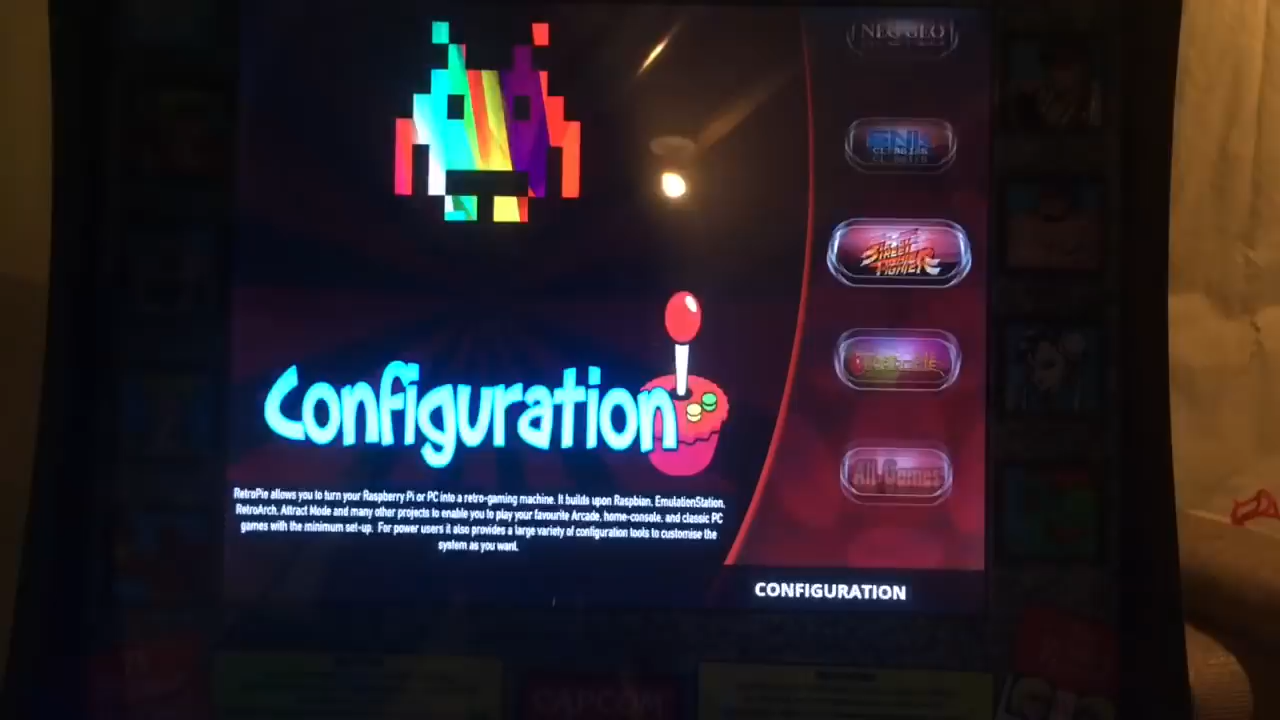 NEO GEO
STREET
FIGHTER
All-Games
Configuration
RetroPie allows you to turn your Raspberry Pi or PC into a retro-gaming machine. It builds upon Raspbian, EmulationStation,
RetroArch, Attract Mode and many other projects to enable you to play your favourite Arcade, home-console, and classic PC
games with the minimum set-up. For power users it also provides a large variety of configuration tools to customise the
system as you want.
CONFIGURATION
CAPCOM